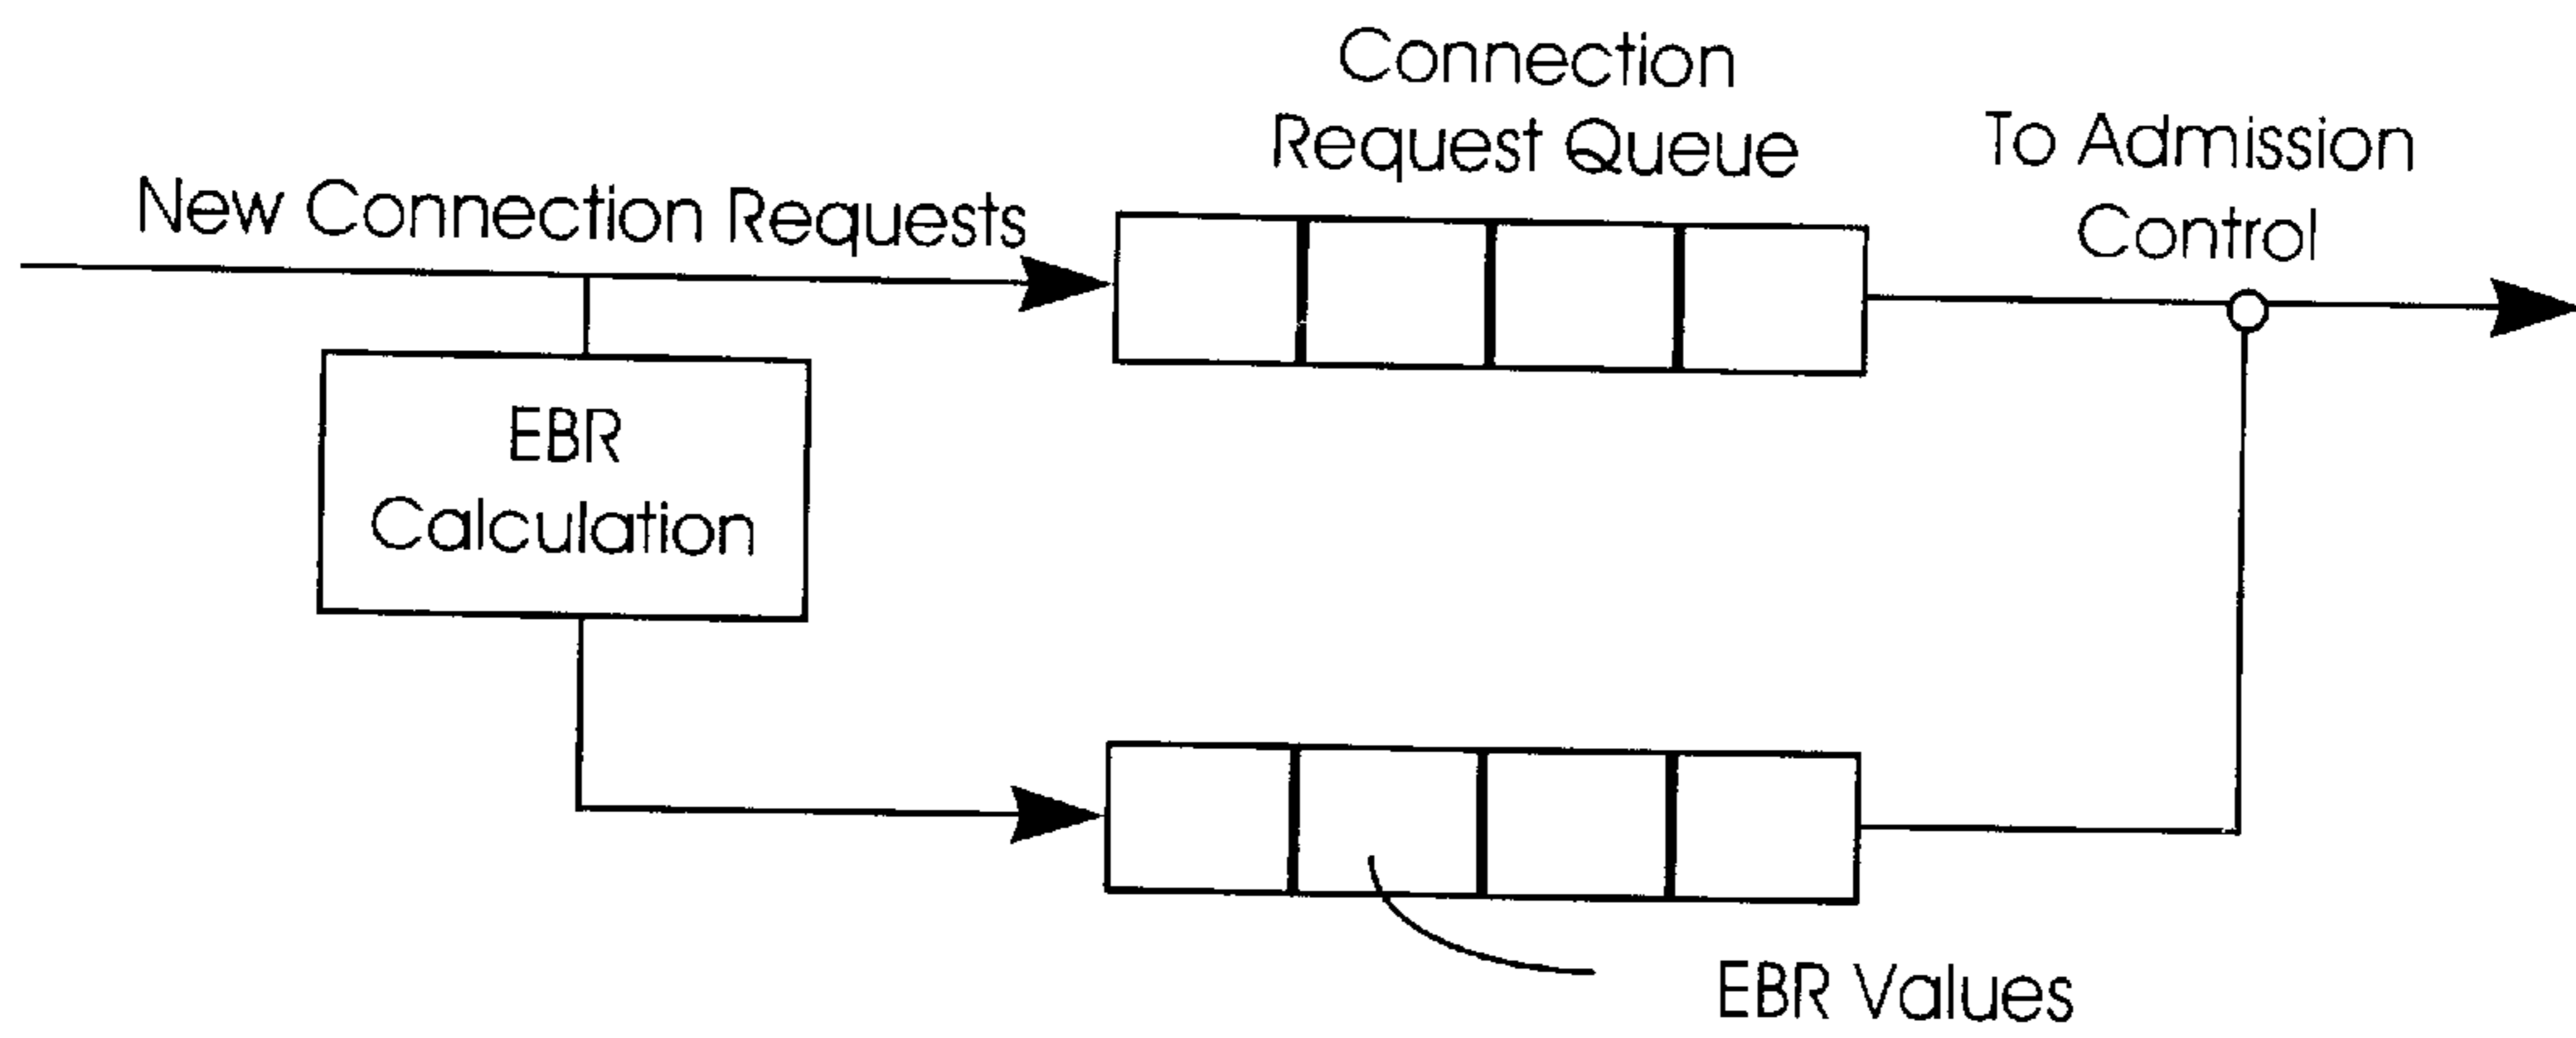 Connection
Request Queue
To Admission
Control
New Connection Requests
EBR
Calculation
EBR Values